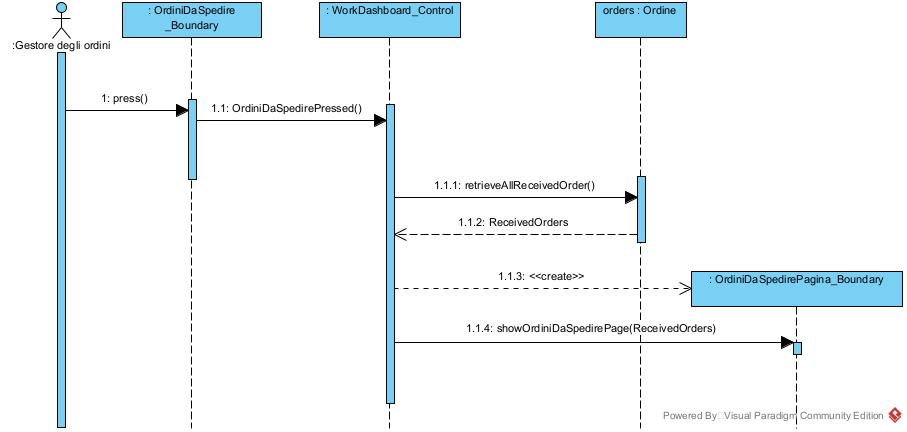 : OrdiniDaSpedire
_Boundary
: WorkDashboard_Control
orders : Ordine
:Gestore degli ordini
1: press()
1.1: OrdiniDaSpedirePressed()
1.1.1: retrieveAllReceivedOrder()
1.1.2: ReceivedOrders
1.1.3: <<create>>
: OrdiniDaSpedirePagina_Boundary
1.1.4: showOrdiniDaSpedirePage(ReceivedOrders)
Powered By Visual Paradigm Community Edition